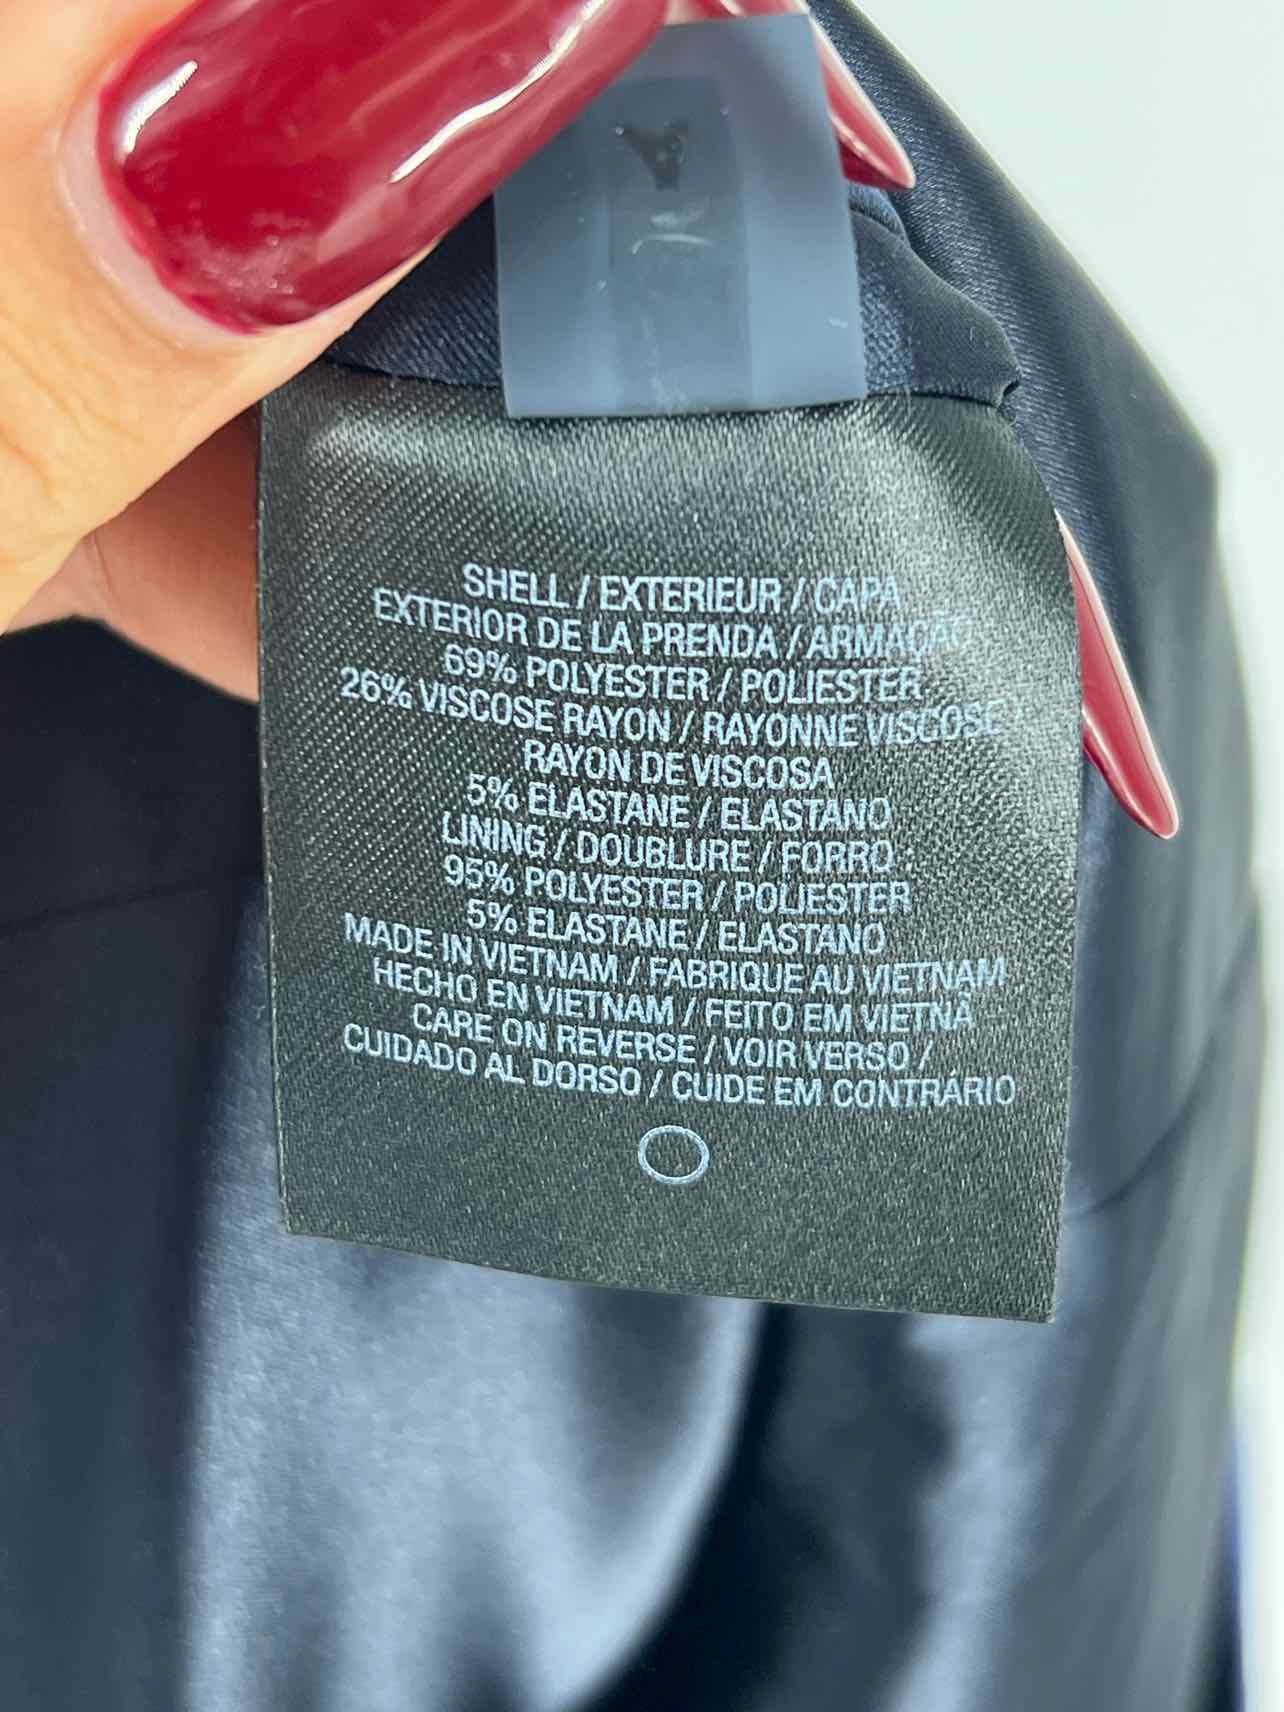 SHELL / EXTERIEUR / CAPA
EXTERIOR DE LA PRENDA / ARMAÇÃO
69% POLYESTER / POLIESTER
26% VISCOSE RAYON / RAYONNE VISCOSE /
RAYON DE VISCOSA
5% ELASTANE / ELASTANO
LINING / DOUBLURE / FORRO
95% POLYESTER / POLIESTER
5% ELASTANE / ELASTANO
MADE IN VIETNAM / FABRIQUE AU VIETNAM
HECHO EN VIETNAM / FEITO EM VIETNÃ
CARE ON REVERSE / VOIR VERSO /
CUIDADO AL DORSO / CUIDE EM CONTRÁRIO